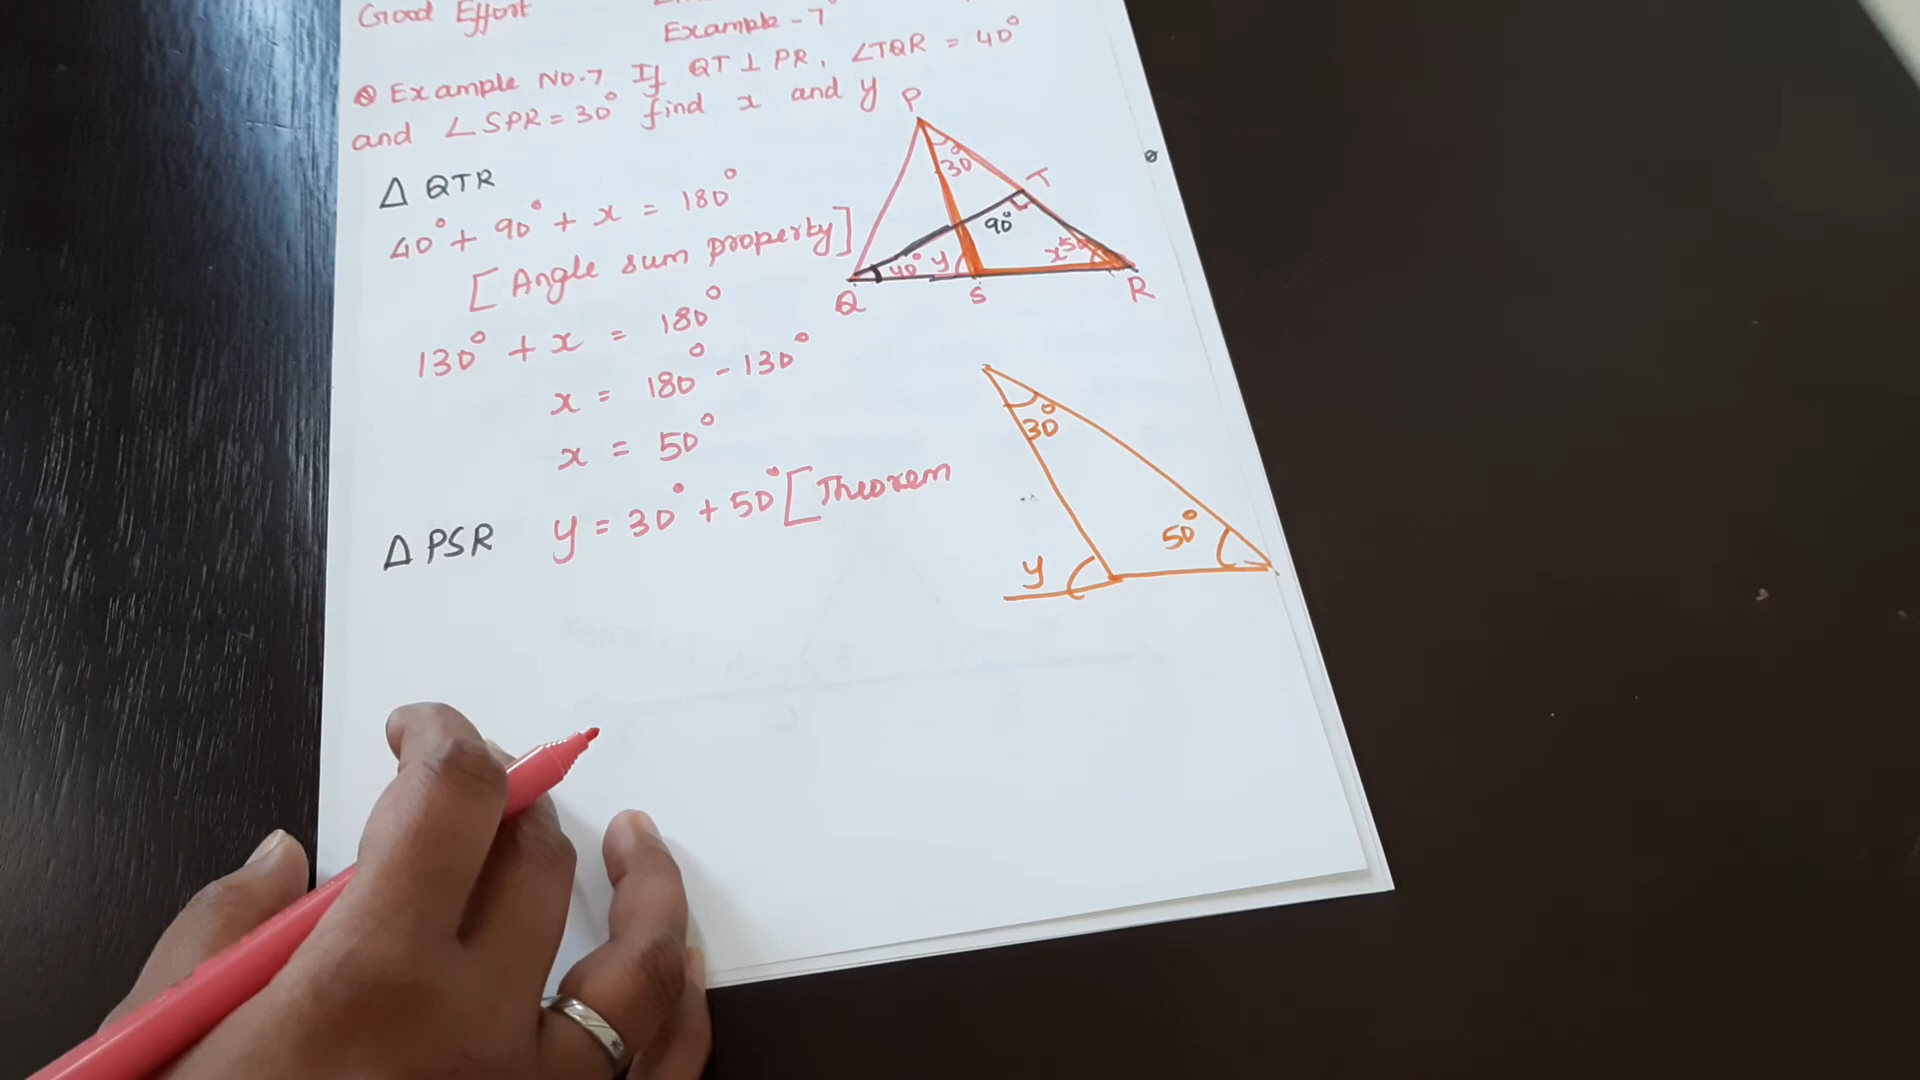 Good Effort
Example - 7
Example No.7 If QT ⊥ PR, ∠TQR = 40°
and ∠SPR = 30° find x and y
P
30
T
90°
40° y
x 50
Q
S
R
△ QTR
40° + 90° + x = 180°
[Angle sum property]
130° + x = 180°
x = 180° - 130°
x = 50°
△ PSR y = 30° + 50° [Theorem
30°
50°
y